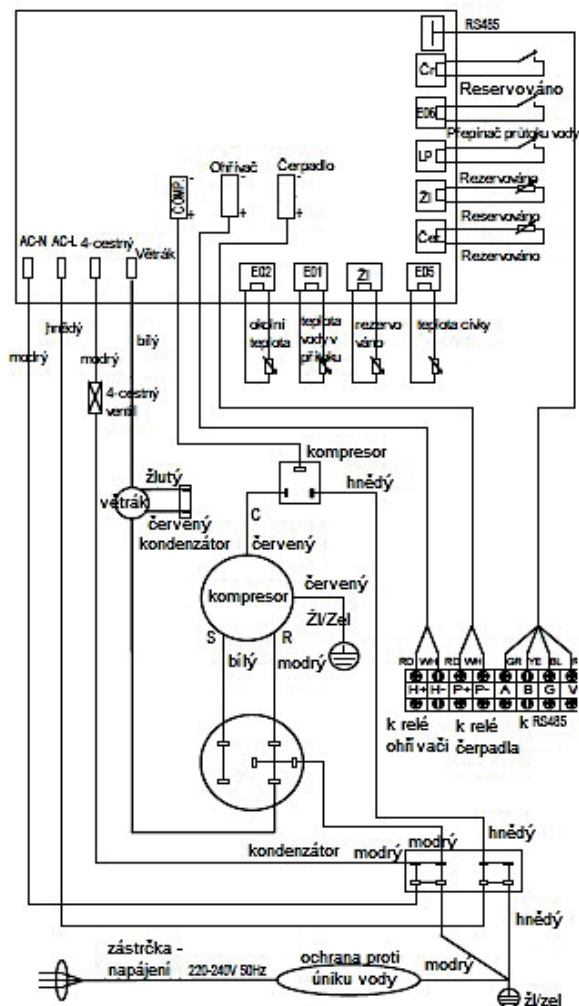 RS485
Čr
Reservováno
E06
Přepínač průtoku vody
LP
Rezervováno
Žl
Reservováno
Čer
Rezervováno
Ohřívač
Čerpadlo
COMP.
-
+
-
+
-
+
AC-N
AC-L
4-cestný
Větrák
E02
E01
Žl
E05
okolní
teplota
teplota
vody v
přítoku
rezervo
váno
teplota cívky
modrý
hnědý
modrý
bílý
4-cestný
ventil
kompresor
hnědý
žlutý
větrák
červený
kondenzátor
C
červený
kompresor
červený
Žl/Zel
S
R
bílý
modrý
RD
WH
RD
WH
GR
YE
BL
R
H+
H-
P+
P-
A
B
G
V
k relé
ohřívači
k relé
čerpadla
k RS485
kondenzátor
modrý
modrý
hnědý
hnědý
zástrčka -
napájení
220-240V 50Hz
ochrana proti
úniku vody
modrý
žl/zel